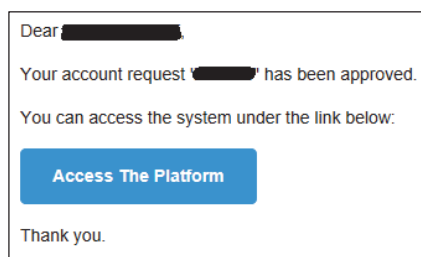 Dear ,
Your account request '' has been approved.
You can access the system under the link below:
Access The Platform
Thank you.